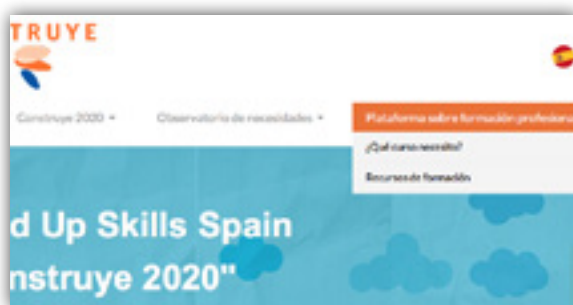 TRUYE
Construye 2020
Observatorio de necesidades
Plataforma sobre formación profesional
¿Qué curso necesito?
Recursos de formación
d Up Skills Spain
nstruye 2020"